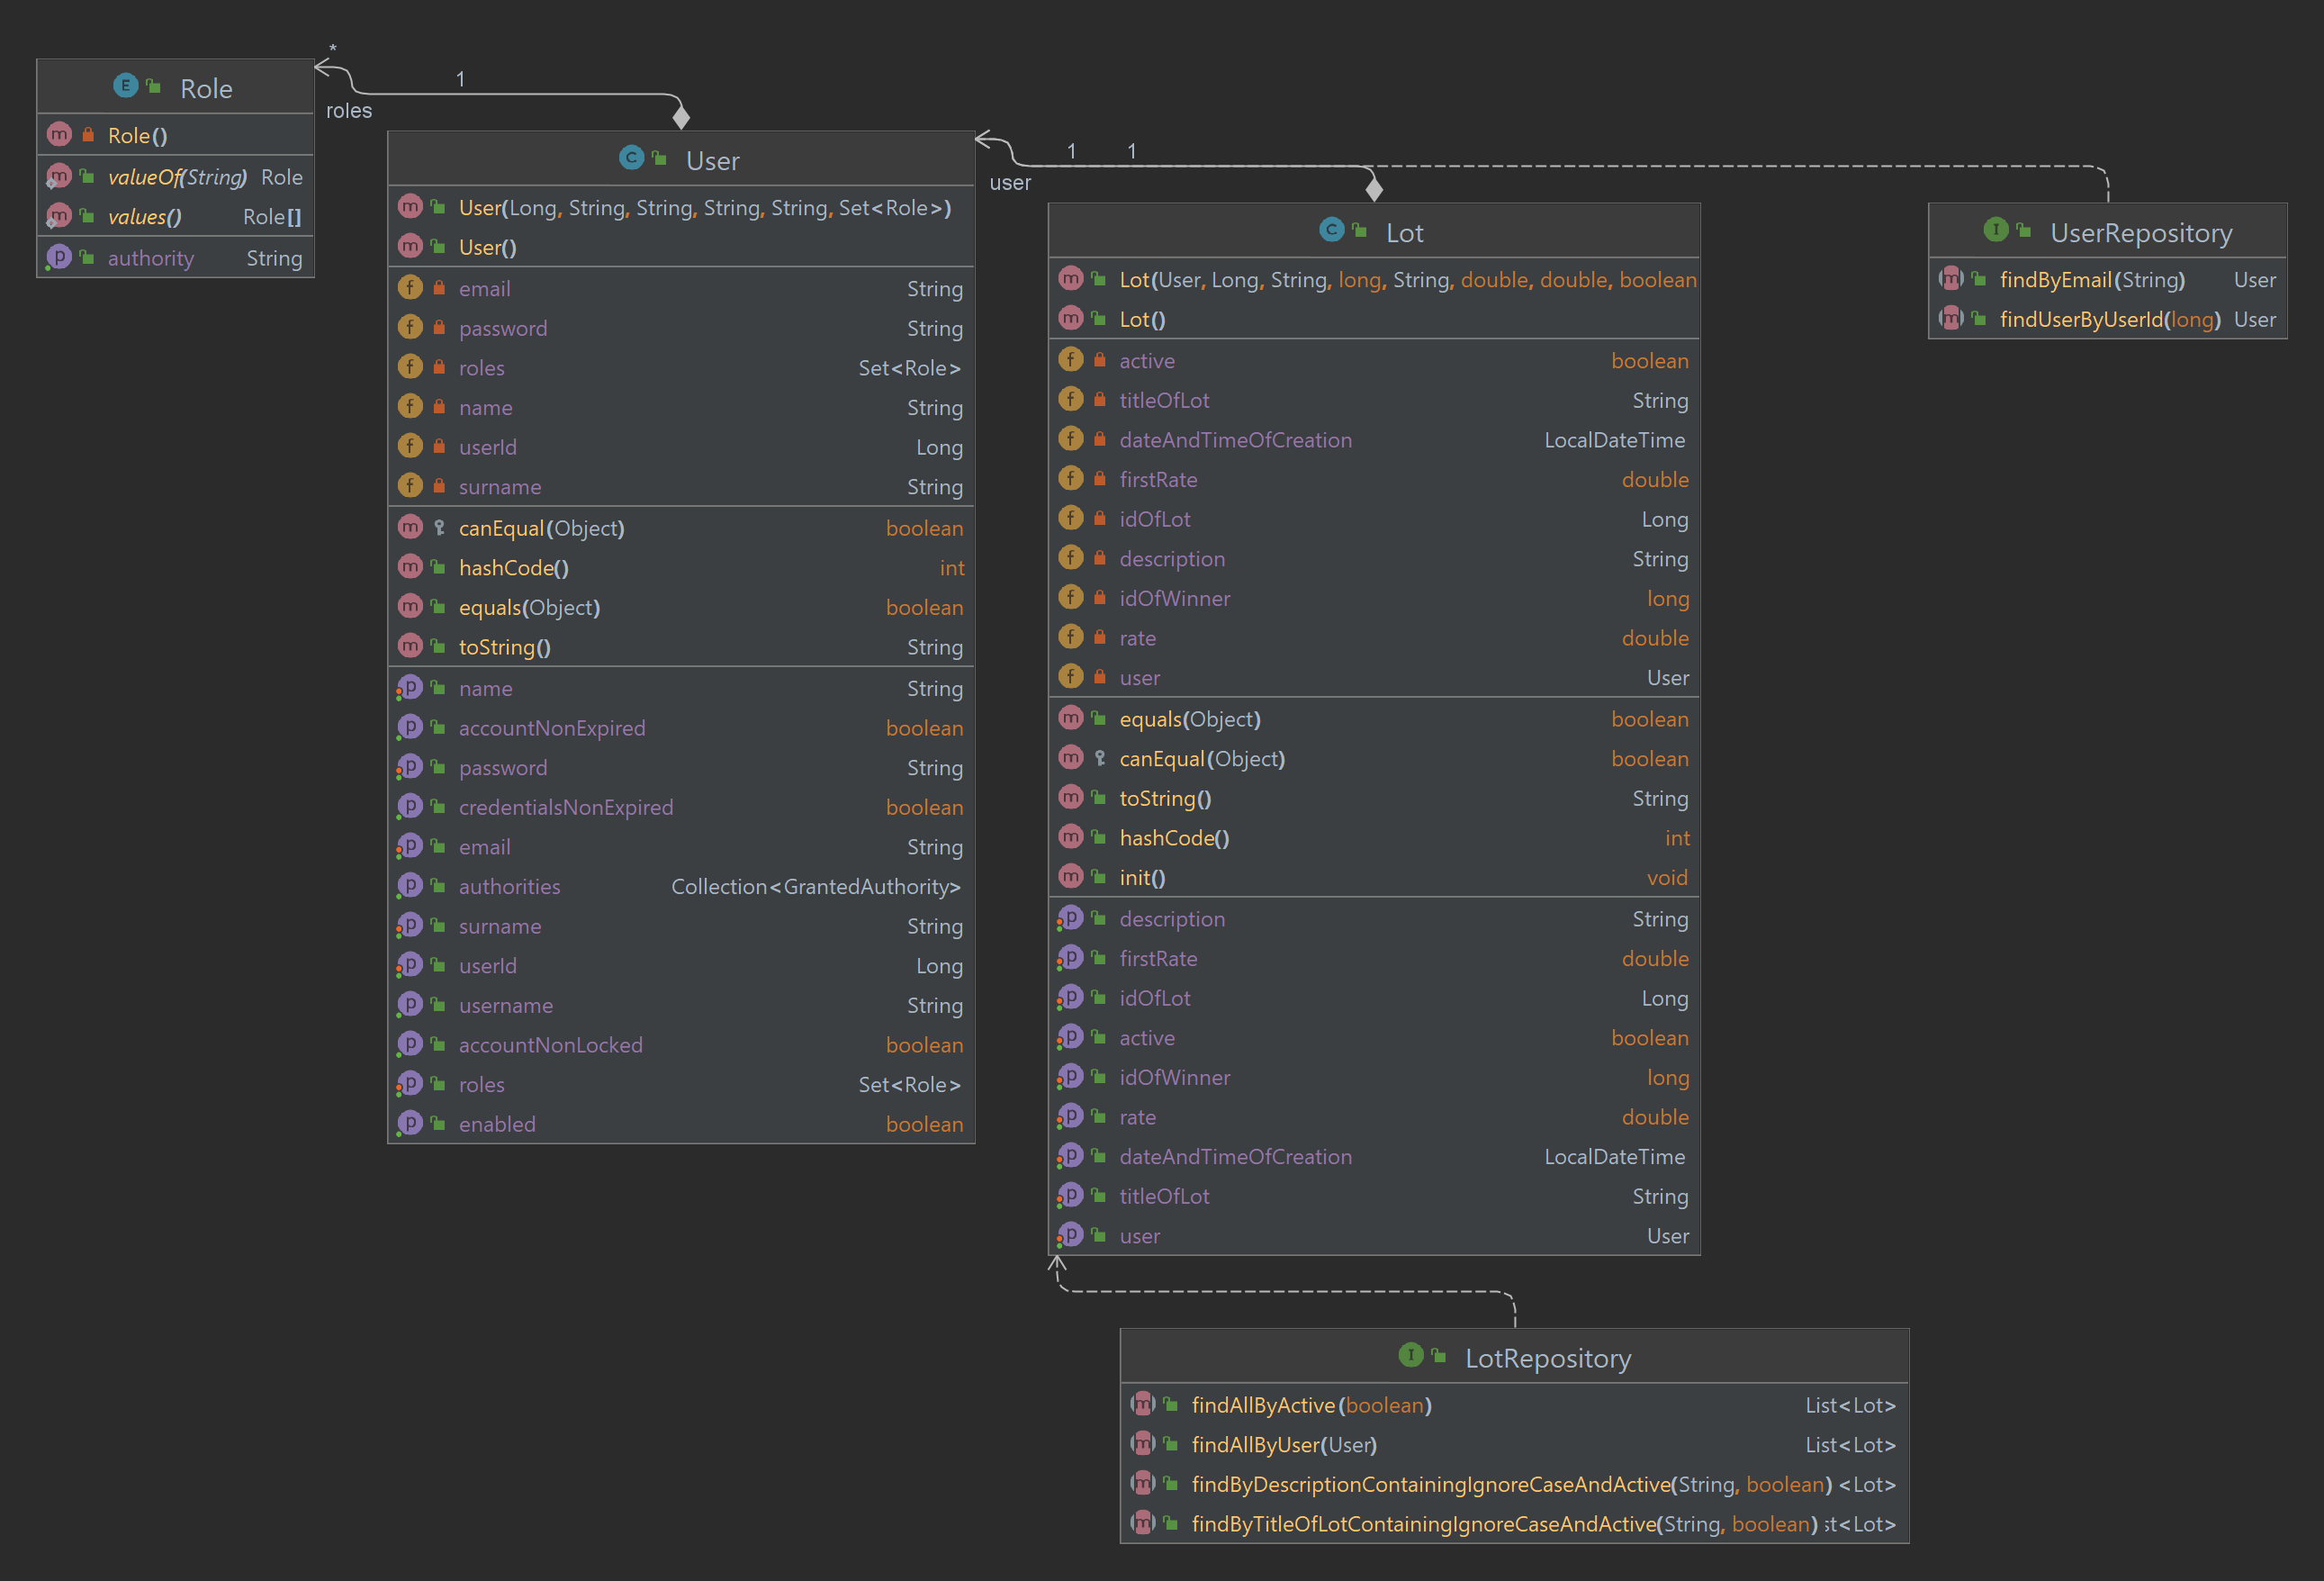 *
1
roles
Role
Role()
valueOf(String) Role
values() Role[]
authority String
User
User(Long, String, String, String, String, Set<Role>)
User()
email String
password String
roles Set<Role>
name String
userId Long
surname String
canEqual(Object) boolean
hashCode() int
equals(Object) boolean
toString() String
name String
accountNonExpired boolean
password String
credentialsNonExpired boolean
email String
authorities Collection<GrantedAuthority>
surname String
userId Long
username String
accountNonLocked boolean
roles Set<Role>
enabled boolean
1 1
user
Lot
Lot(User, Long, String, long, String, double, double, boolean
Lot()
active boolean
titleOfLot String
dateAndTimeOfCreation LocalDateTime
firstRate double
idOfLot Long
description String
idOfWinner long
rate double
user User
equals(Object) boolean
canEqual(Object) boolean
toString() String
hashCode() int
init() void
description String
firstRate double
idOfLot Long
active boolean
idOfWinner long
rate double
dateAndTimeOfCreation LocalDateTime
titleOfLot String
user User
UserRepository
findByEmail(String) User
findUserByUserId(long) User
LotRepository
findAllByActive(boolean) List<Lot>
findAllByUser(User) List<Lot>
findByDescriptionContainingIgnoreCaseAndActive(String, boolean) <Lot>
findByTitleOfLotContainingIgnoreCaseAndActive(String, boolean) st<Lot>